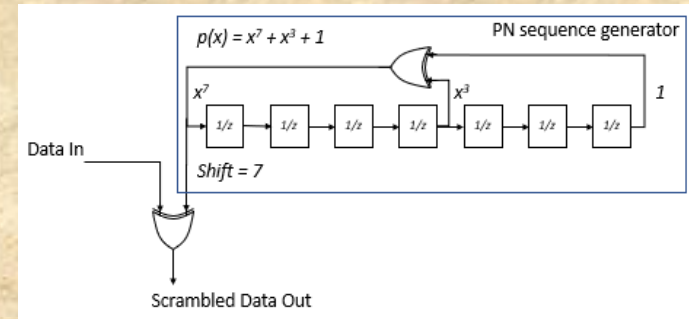 PN sequence generator
p(x) = x⁷ + x³ + 1
x⁷
x³
1
1/z 1/z 1/z 1/z 1/z 1/z 1/z
Data In
Shift = 7
Scrambled Data Out